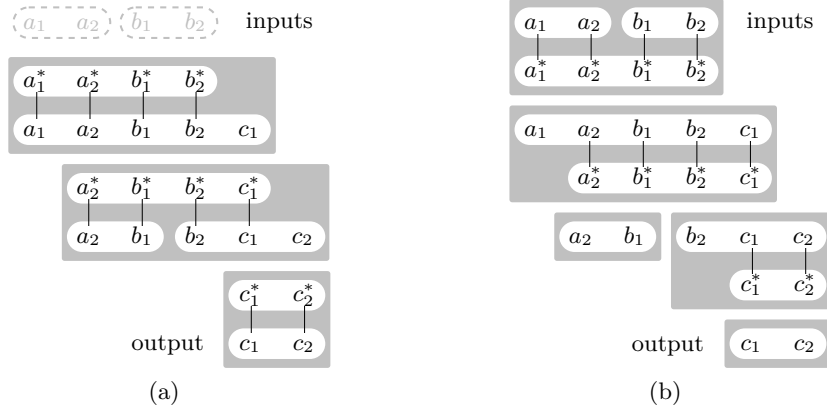 a₁ a₂ b₁ b₂ inputs
a₁* a₂* b₁* b₂*
a₁ a₂ b₁ b₂ c₁
a₂* b₁* b₂* c₁*
a₂ b₁ b₂ c₁ c₂
c₁* c₂*
output c₁ c₂
(a)
a₁ a₂ b₁ b₂ inputs
a₁* a₂* b₁* b₂*
a₁ a₂ b₁ b₂ c₁
a₂* b₁* b₂* c₁*
a₂ b₁ b₂ c₁ c₂
c₁* c₂*
output c₁ c₂
(b)